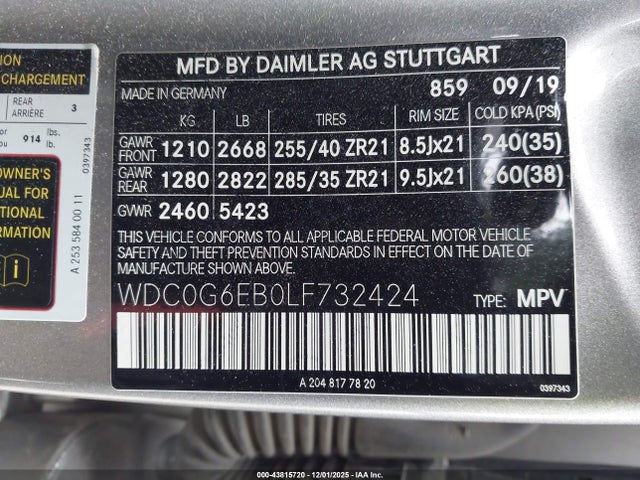 ION
CHARGEMENT
REAR
ARRIÈRE 3
or
ou 914 lbs.
lb.
0397343
OWNER'S
UAL FOR
ITIONAL
MATION
A 253 584 00 11
MFD BY DAIMLER AG STUTTGART
MADE IN GERMANY 859 09/19
KG LB TIRES RIM SIZE COLD KPA (PSI)
GAWR FRONT 1210 2668 255/40 ZR21 8.5Jx21 240(35)
GAWR REAR 1280 2822 285/35 ZR21 9.5Jx21 260(38)
GVWR 2460 5423
THIS VEHICLE CONFORMS TO ALL APPLICABLE FEDERAL MOTOR VEHICLE
SAFETY AND THEFT PREVENTION STANDARDS IN EFFECT ON THE DATE OF
MANUFACTURE SHOWN ABOVE.
WDC0G6EB0LF732424 TYPE: MPV
A 204 817 78 20
0397343
000-43815720 - 12/01/2025 - IAA Inc.